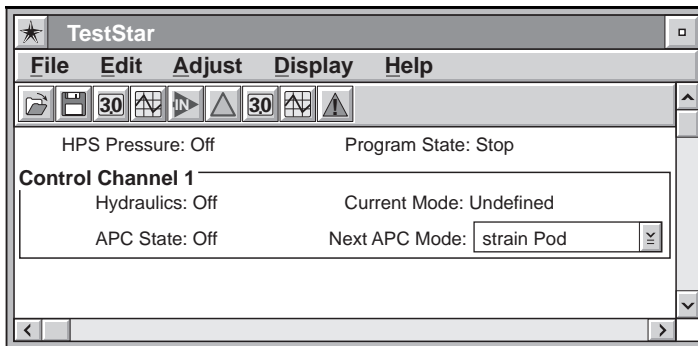 TestStar
File Edit Adjust Display Help
30 IN 30
HPS Pressure: Off Program State: Stop
Control Channel 1
Hydraulics: Off Current Mode: Undefined
APC State: Off Next APC Mode: strain Pod